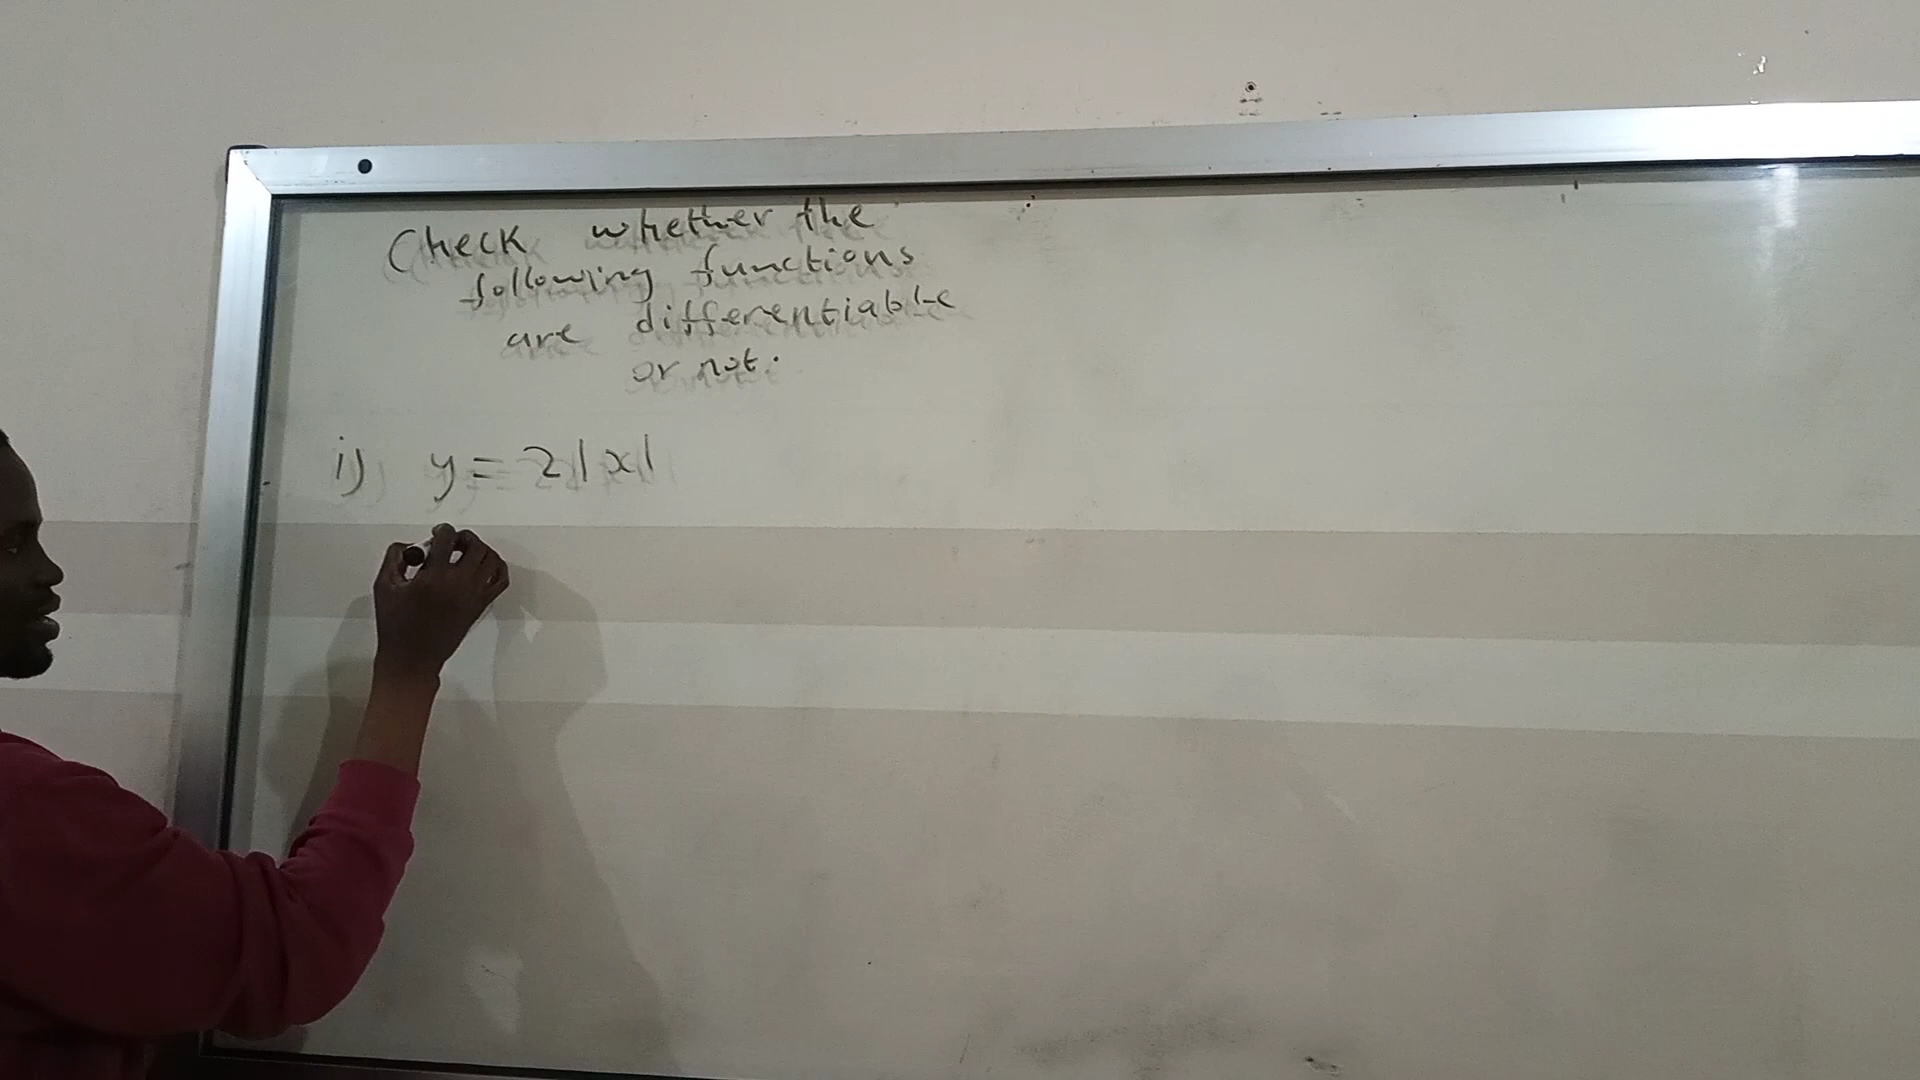 Check whether the
following functions
are differentiable
or not.
i) y = 2|x|